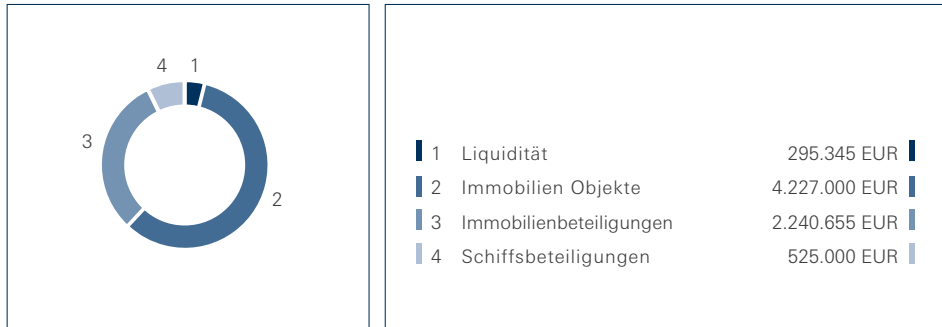 4 1
3
2
1 Liquidität 295.345 EUR
2 Immobilien Objekte 4.227.000 EUR
3 Immobilienbeteiligungen 2.240.655 EUR
4 Schiffsbeteiligungen 525.000 EUR